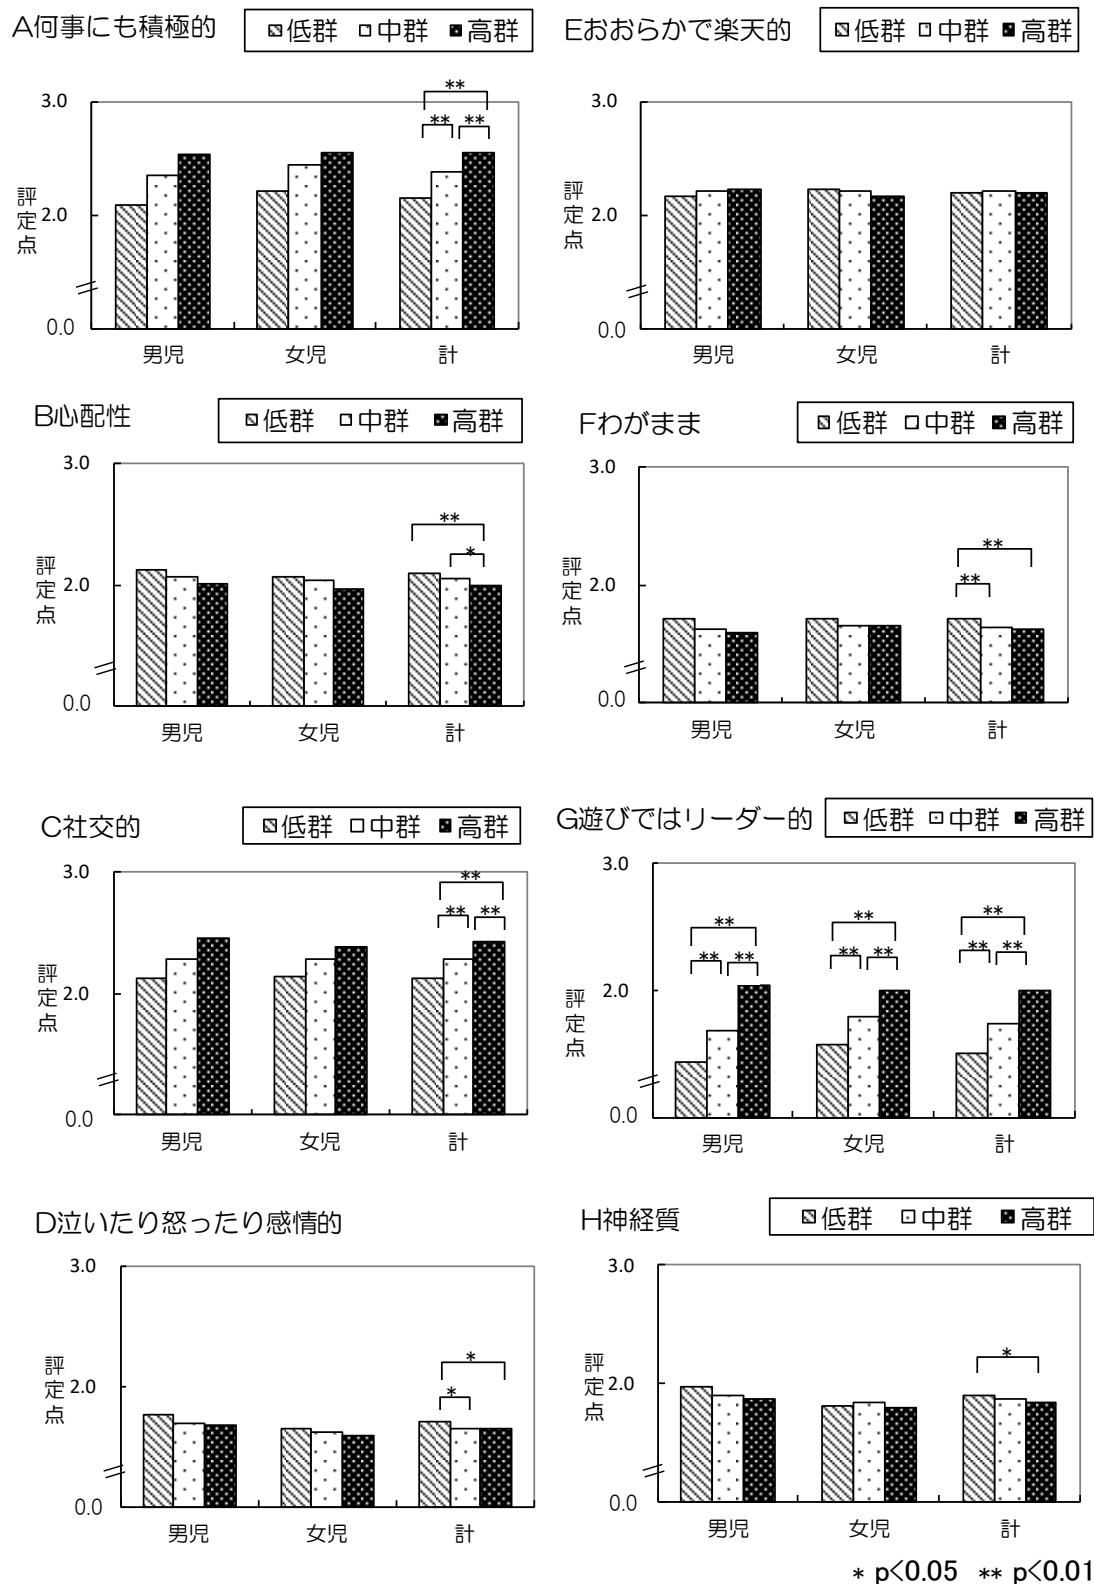 A何事にも積極的
低群 中群 高群
3.0
2.0
0.0
評定点
**
** **
男児 女児 計
Eおおらかで楽天的
低群 中群 高群
3.0
2.0
0.0
評定点
男児 女児 計
B心配性
低群 中群 高群
3.0
2.0
0.0
評定点
**
*
男児 女児 計
Fわがまま
低群 中群 高群
3.0
2.0
0.0
評定点
**
**
男児 女児 計
C社交的
低群 中群 高群
3.0
2.0
0.0
評定点
**
** **
男児 女児 計
G遊びではリーダー的
低群 中群 高群
3.0
2.0
0.0
評定点
** ** **
** ** ** ** ** **
男児 女児 計
D泣いたり怒ったり感情的
3.0
2.0
0.0
評定点
*
*
男児 女児 計
H神経質
低群 中群 高群
3.0
2.0
0.0
評定点
*
男児 女児 計
* p<0.05 ** p<0.01